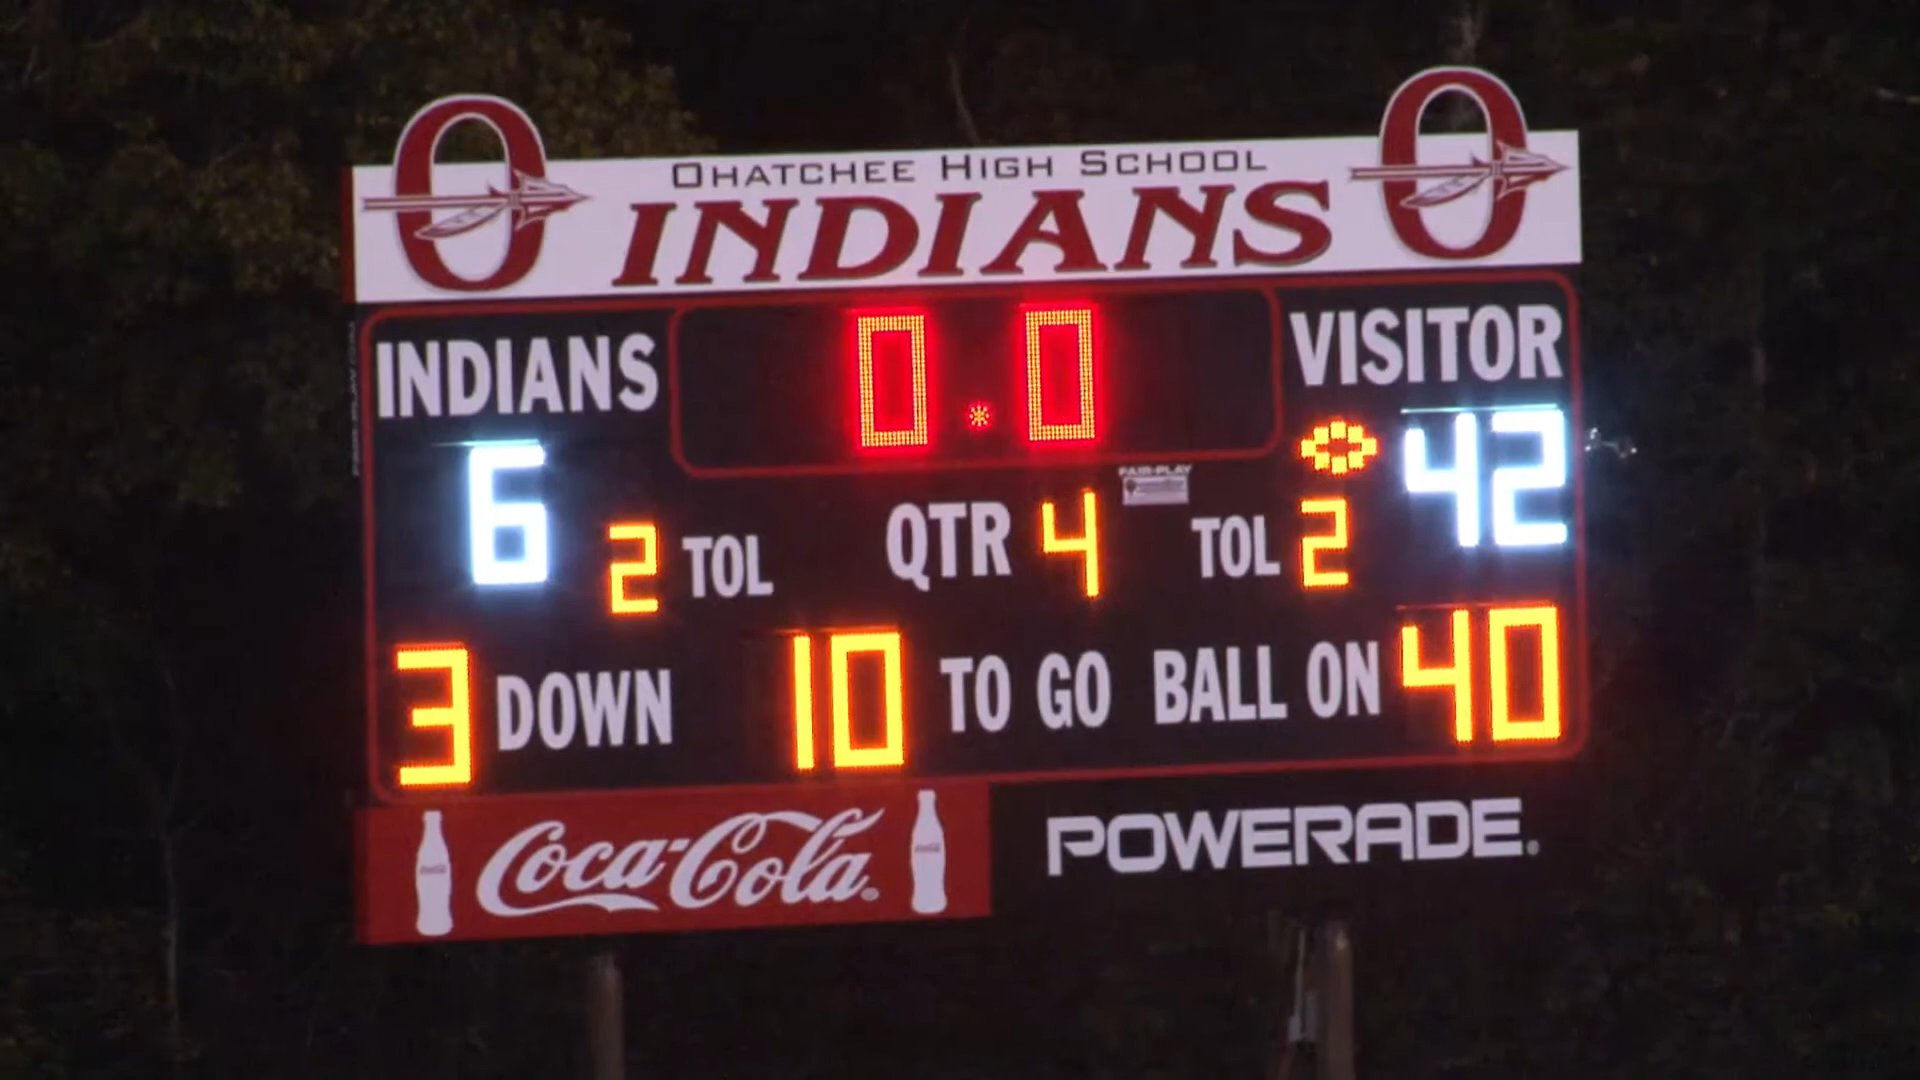 OHATCHEE HIGH SCHOOL
INDIANS
INDIANS 0.0 VISITOR
6 42
2 TOL QTR 4 TOL 2
FAIR-PLAY
3 DOWN 10 TO GO BALL ON 40
Coca-Cola® POWERADE®